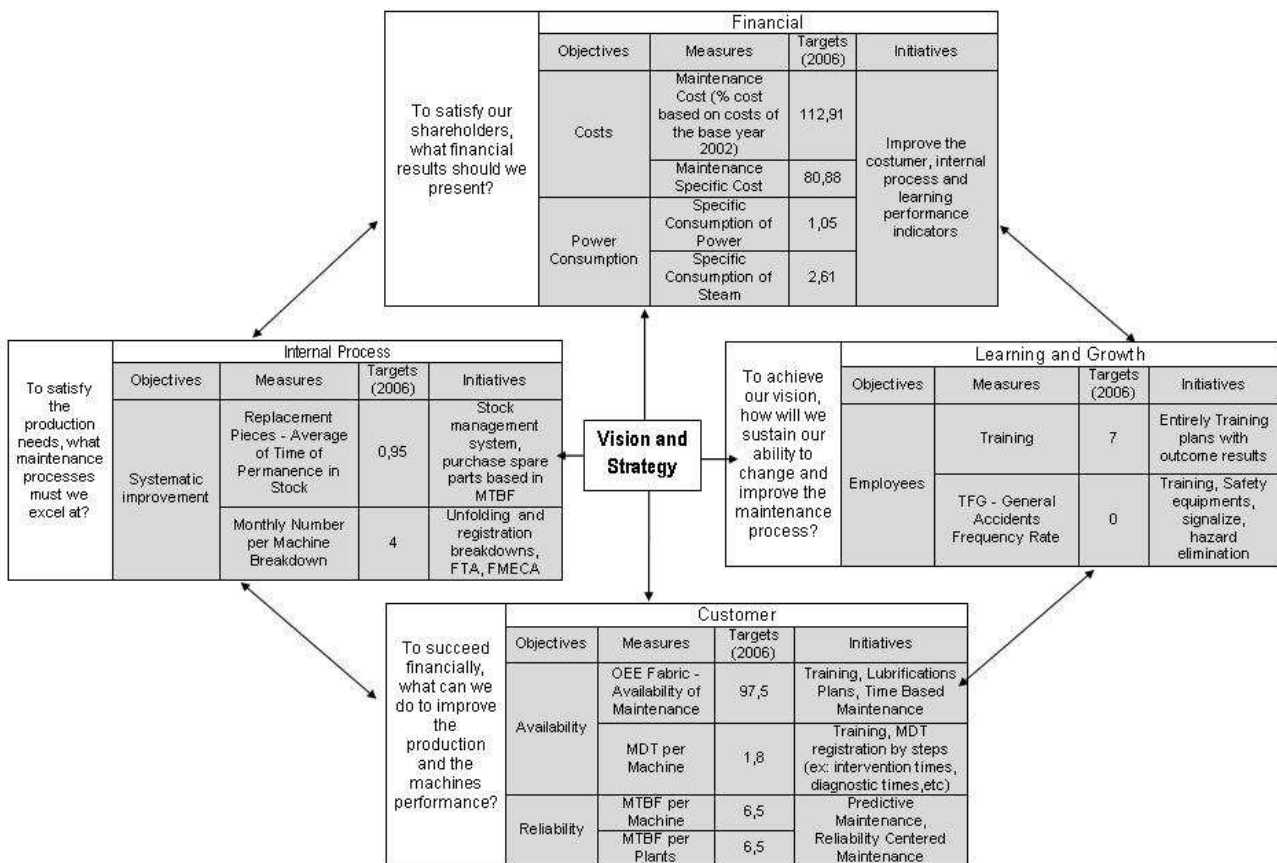 Financial
To satisfy our
shareholders,
what financial
results should we
present?
Objectives
Measures
Targets
(2006)
Initiatives
Costs
Maintenance
Cost (% cost
based on costs of
the base year
2002)
112,91
Maintenance
Specific Cost
80,88
Power
Consumption
Specific
Consumption of
Power
1,05
Specific
Consumption of
Steam
2,61
Improve the
costumer, internal
process and
learning
performance
indicators
Internal Process
To satisfy
the
production
needs, what
maintenance
processes
must we
excel at?
Objectives
Measures
Targets
(2006)
Initiatives
Systematic
improvement
Replacement
Pieces - Average
of Time of
Permanence in
Stock
0,95
Stock
management
system,
purchase spare
parts based in
MTBF
Monthly Number
per Machine
Breakdown
4
Unfolding and
registration
breakdowns,
FTA, FMECA
Vision and
Strategy
Learning and Growth
To achieve
our vision,
how will we
sustain our
ability to
change and
improve the
maintenance
process?
Objectives
Measures
Targets
(2006)
Initiatives
Employees
Training
7
Entirely Training
plans with
outcome results
TFG - General
Accidents
Frequency Rate
0
Training, Safety
equipments,
signalize,
hazard
elimination
Customer
To succeed
financially,
what can we
do to improve
the
production
and the
machines
performance?
Objectives
Measures
Targets
(2006)
Initiatives
Availability
OEE Fabric -
Availability of
Maintenance
97,5
Training, Lubrifications
Plans, Time Based
Maintenance
MDT per
Machine
1,8
Training, MDT
registration by steps
(ex: intervention times,
diagnostic times,etc)
Reliability
MTBF per
Machine
6,5
MTBF per
Plants
6,5
Predictive
Maintenance,
Reliability Centered
Maintenance